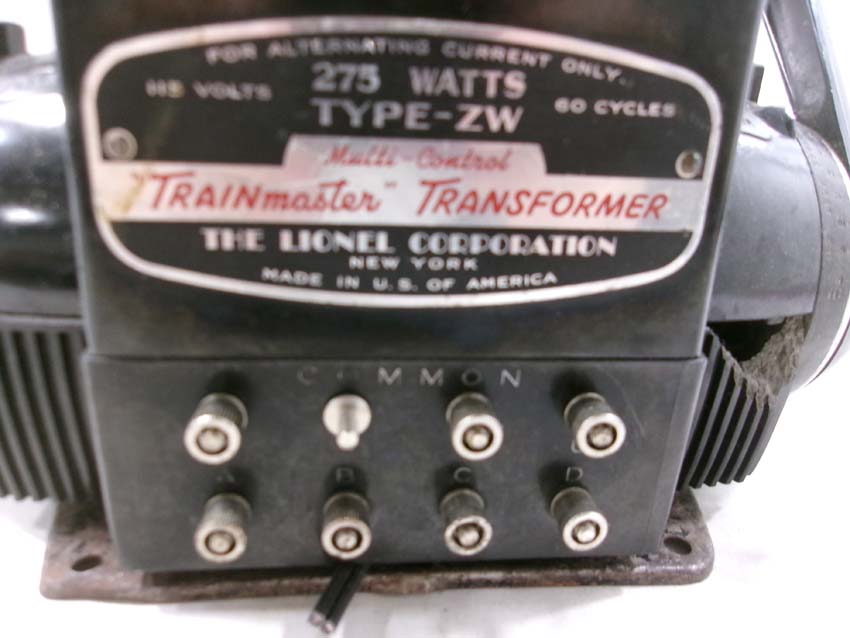 FOR ALTERNATING CURRENT ONLY.
115 VOLTS 275 WATTS 60 CYCLES
TYPE-ZW
Multi-Control
"TRAINmaster" TRANSFORMER
THE LIONEL CORPORATION
NEW YORK
MADE IN U.S. OF AMERICA
COMMON
U
A B C D